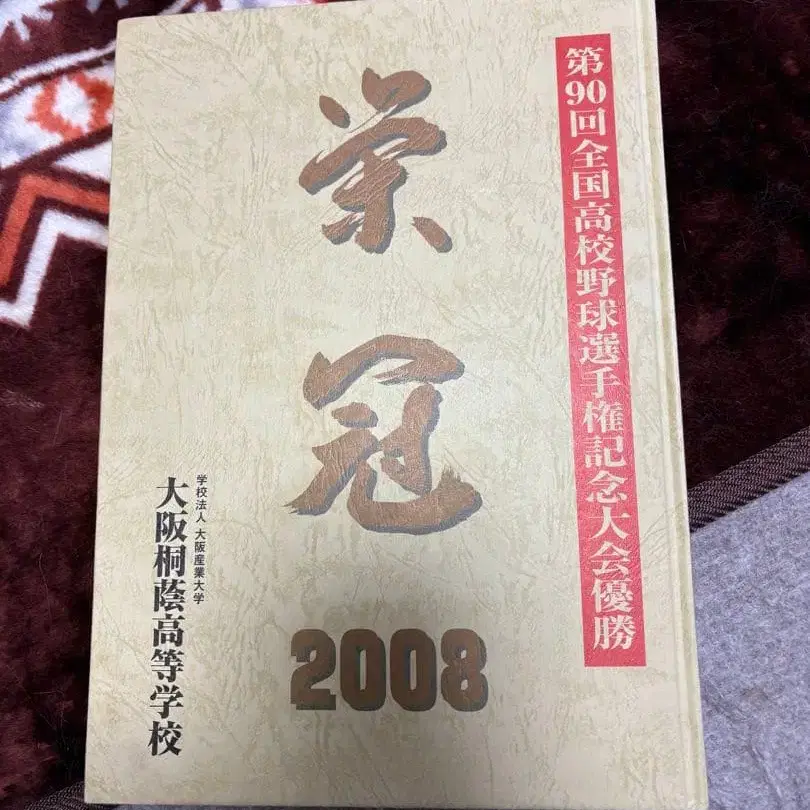 第90回全国高校野球選手権記念大会優勝
栄冠
2008
学校法人 大阪産業大学
大阪桐蔭高等学校